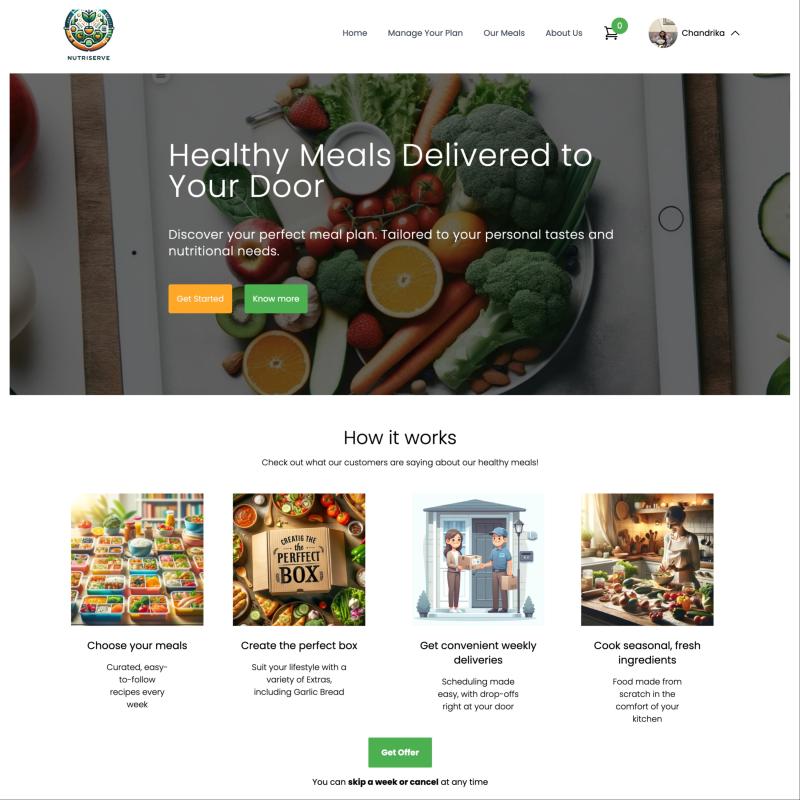 NUTRISERVE
Home
Manage Your Plan
Our Meals
About Us
0
Chandrika
Healthy Meals Delivered to
Your Door
Discover your perfect meal plan. Tailored to your personal tastes and
nutritional needs.
Get Started
Know more
How it works
Check out what our customers are saying about our healthy meals!
CREATIG THE
the
PERFFECT
BOX
Choose your meals
Curated, easy-
to-follow
recipes every
week
Create the perfect box
Suit your lifestyle with a
variety of Extras,
including Garlic Bread
Get convenient weekly
deliveries
Scheduling made
easy, with drop-offs
right at your door
Cook seasonal, fresh
ingredients
Food made from
scratch in the
comfort of your
kitchen
Get Offer
You can skip a week or cancel at any time